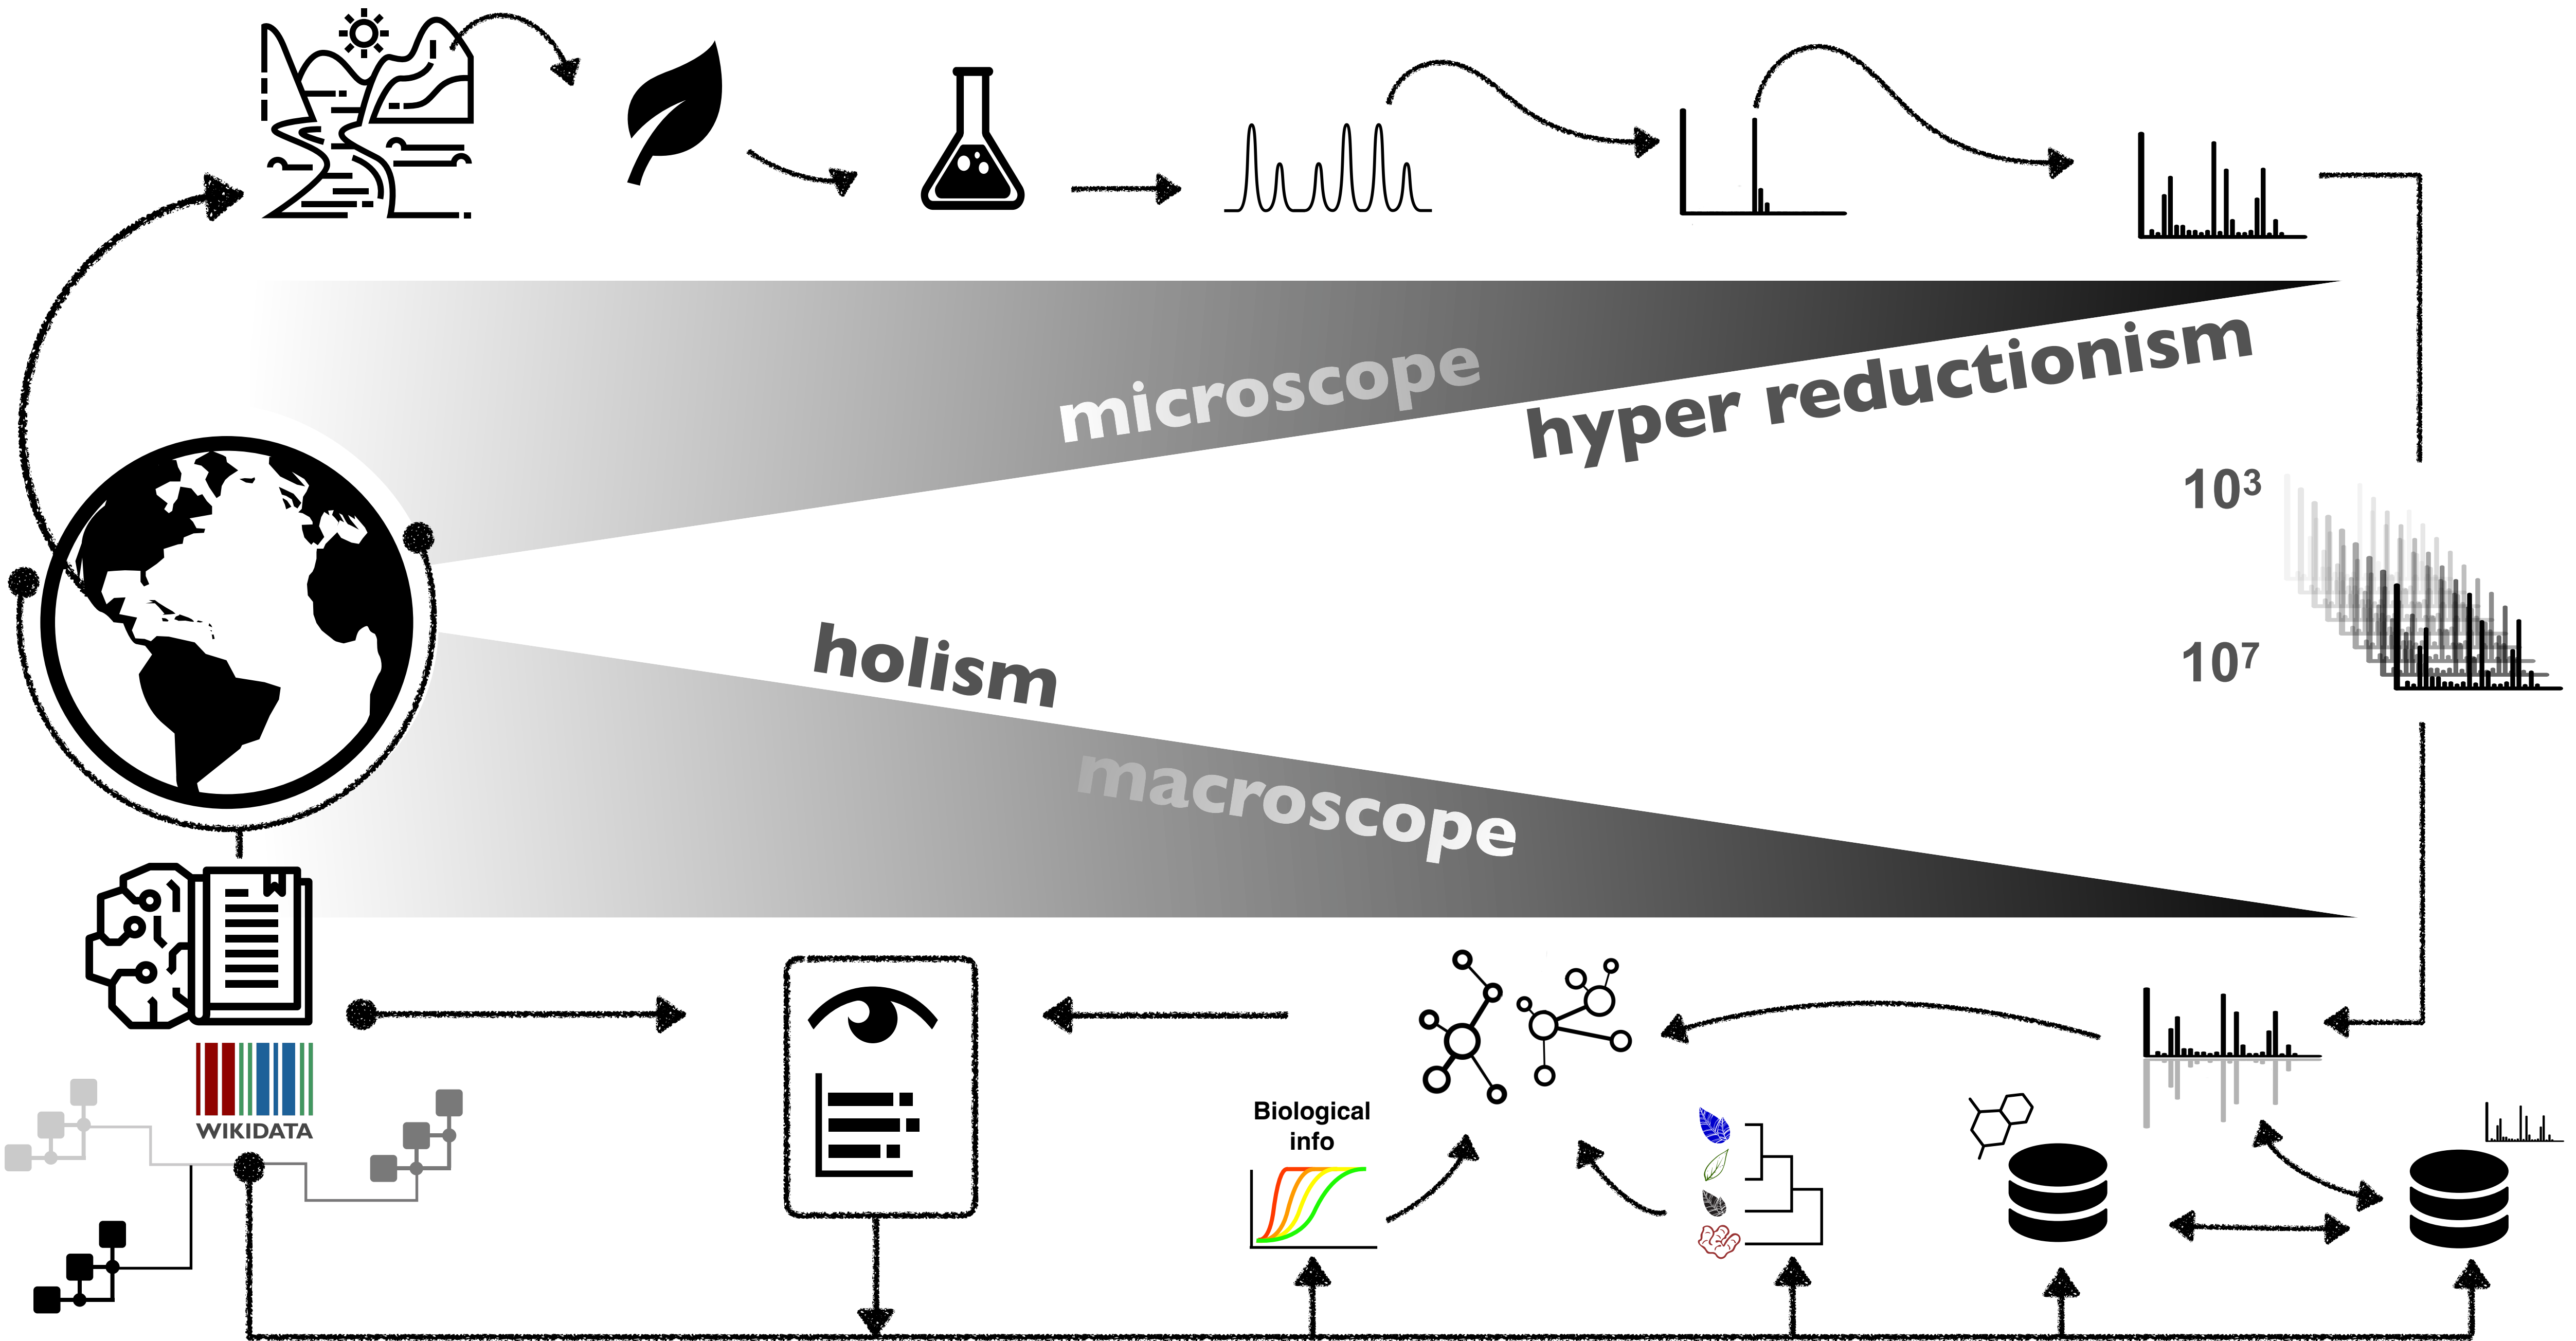 microscope
hyper reductionism
10³
holism
10⁷
macroscope
Biological
info
WIKIDATA